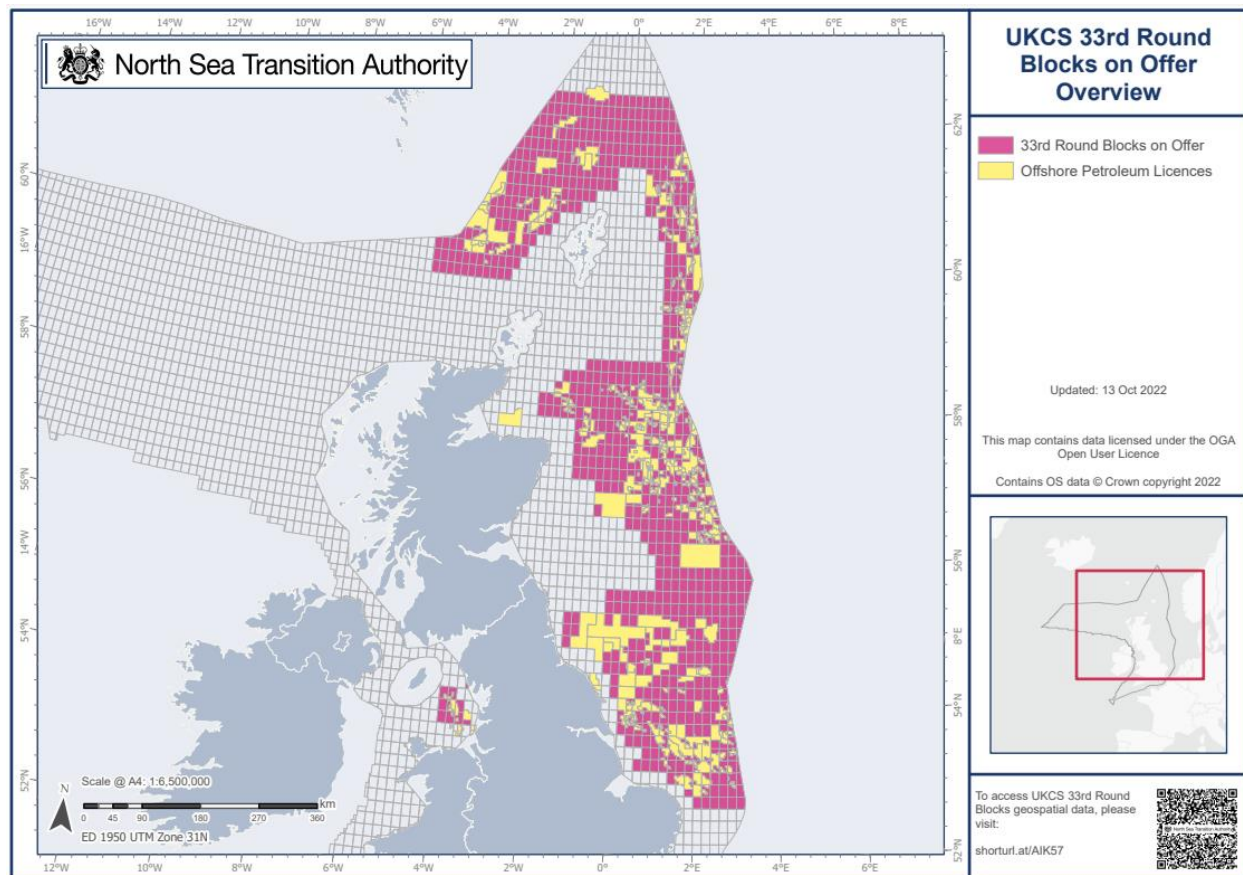 16°W 14°W 12°W 10°W 8°W 6°W 4°W 2°W 0°E 2°E 4°E 6°E 8°E
North Sea Transition Authority
60°N
16°W
58°N
56°N
14°W
54°N
52°N
62°N
60°N
58°N
56°N
8°E
54°N
52°N
N
Scale @ A4: 1:6,500,000
0 45 90 180 270 360
km
ED 1950 UTM Zone 31N
12°W 10°W 8°W 6°W 4°W 2°W 0°E 2°E 4°E 6°E
UKCS 33rd Round
Blocks on Offer
Overview
33rd Round Blocks on Offer
Offshore Petroleum Licences
Updated: 13 Oct 2022
This map contains data licensed under the OGA
Open User Licence
Contains OS data © Crown copyright 2022
To access UKCS 33rd Round
Blocks geospatial data, please
visit:
shorturl.at/AIK57
North Sea Transition Authority